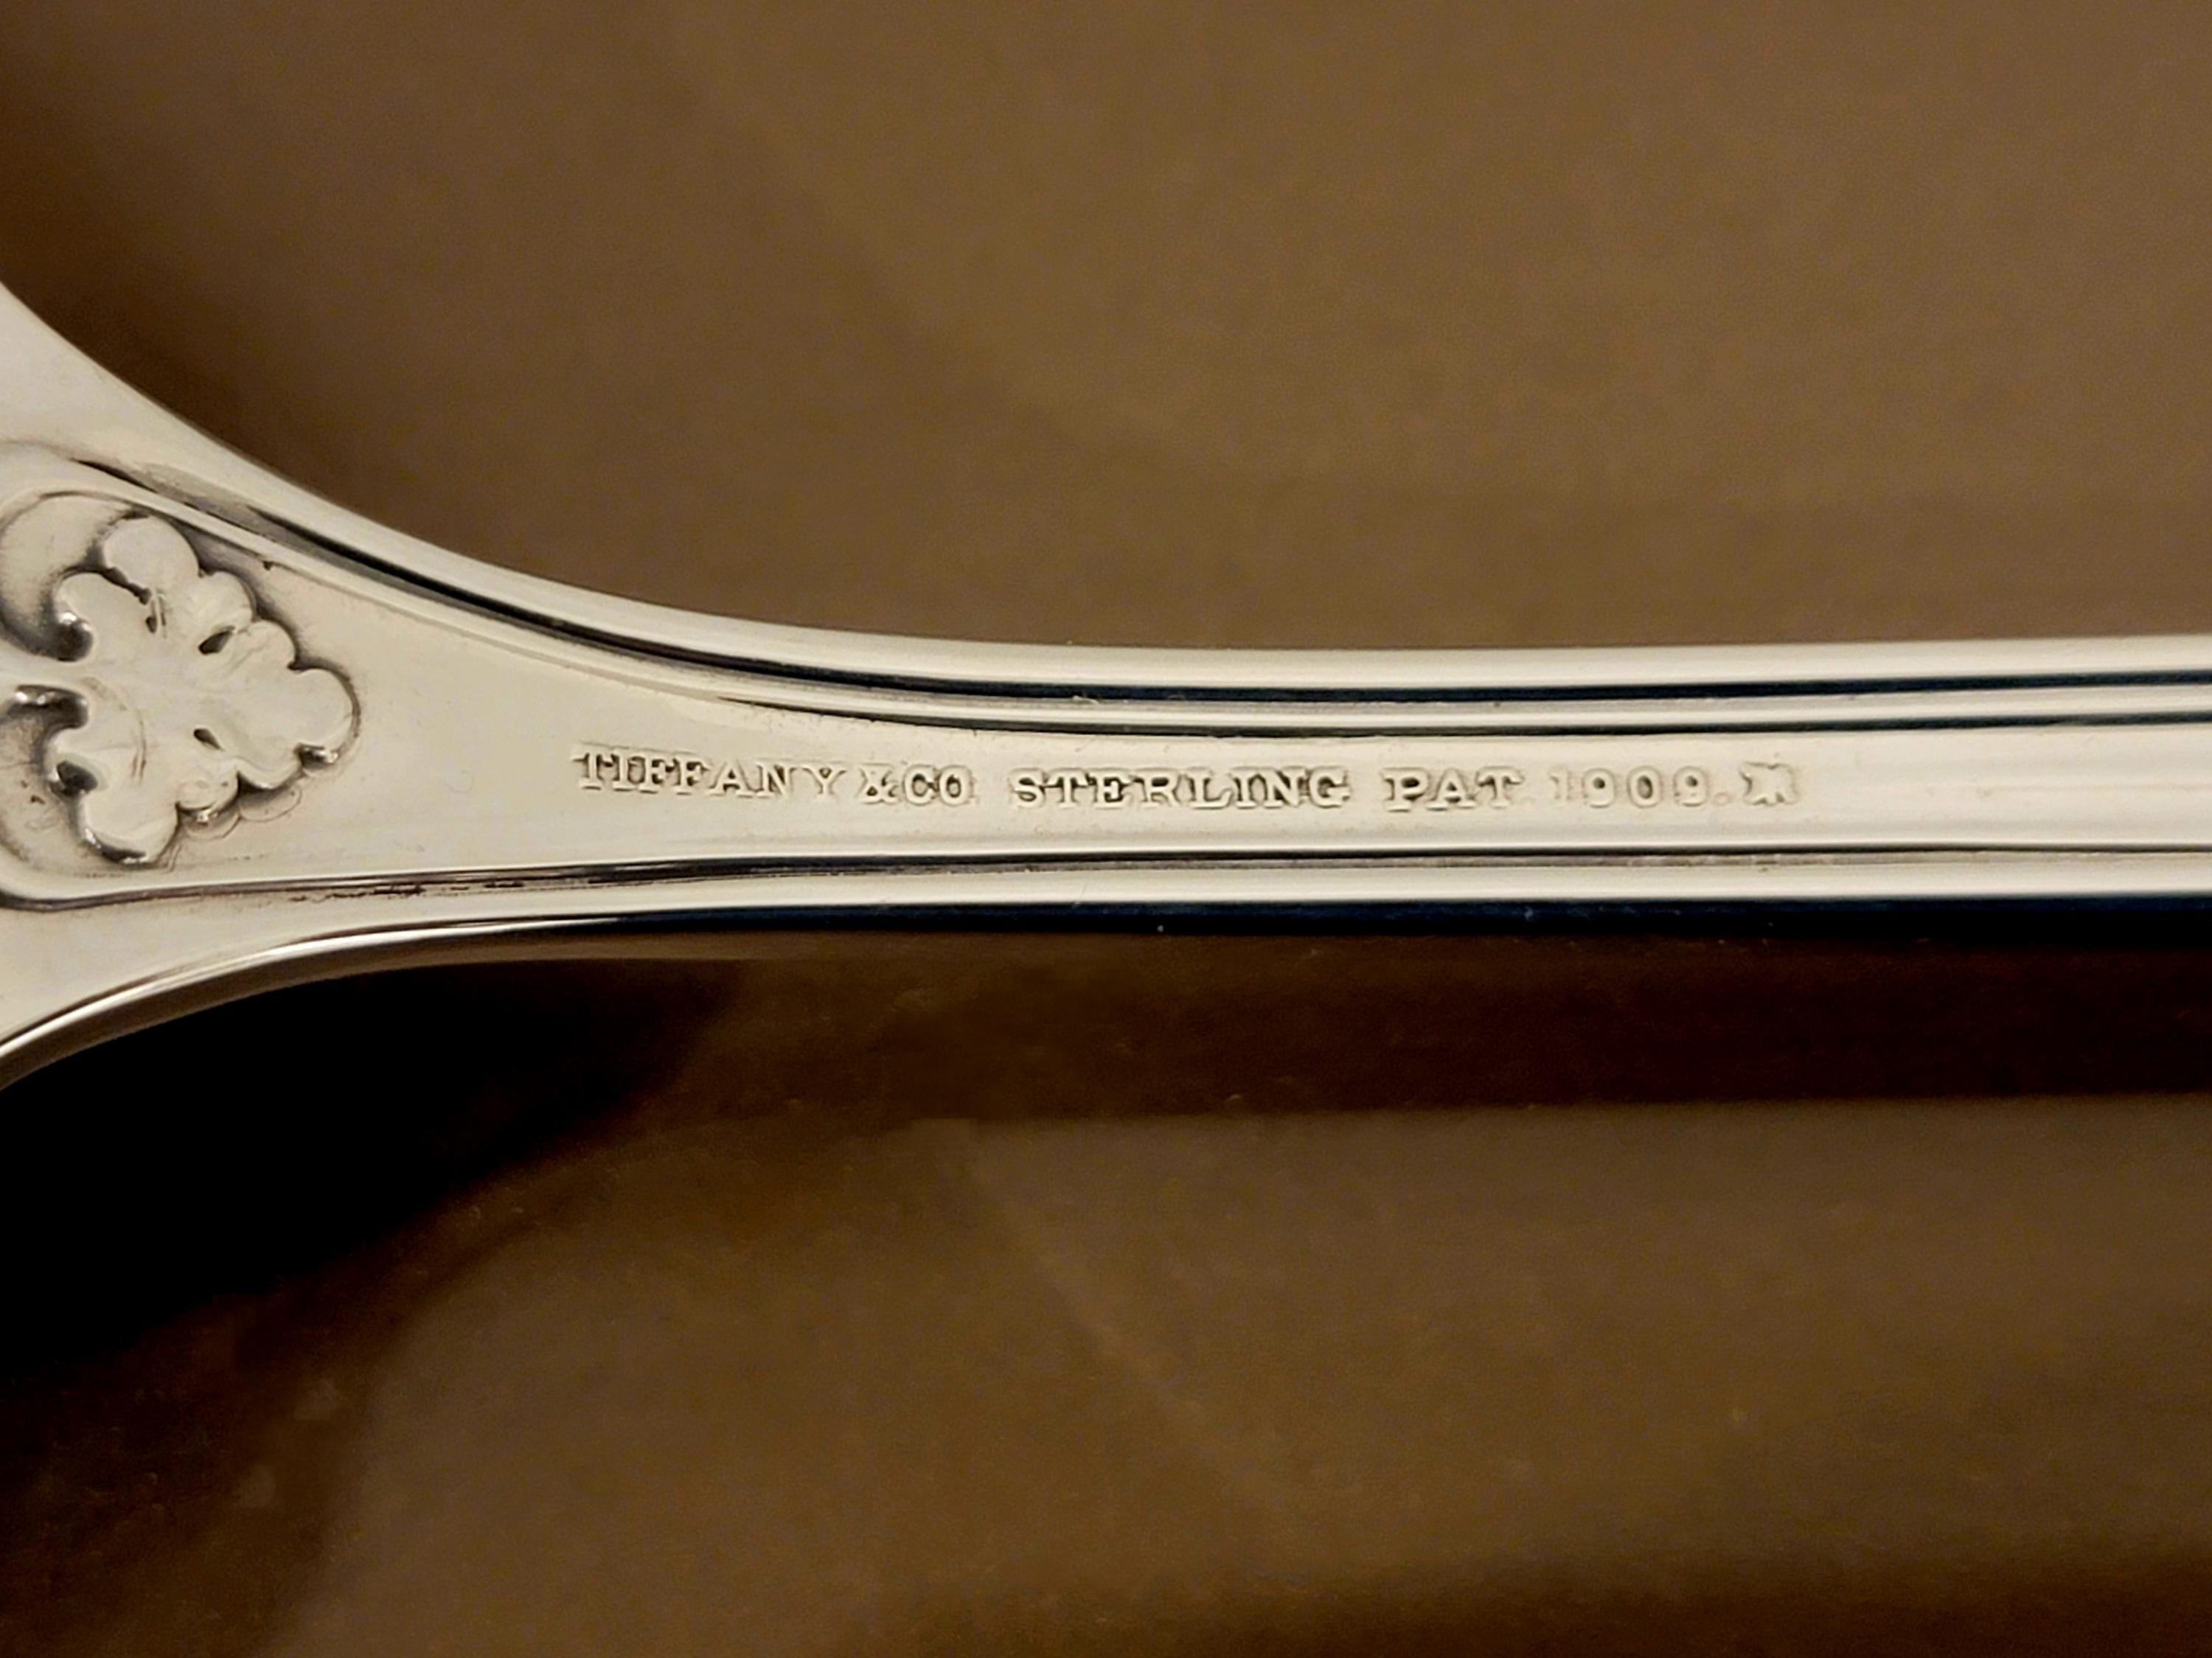 TIFFANY & CO STERLING PAT. 1909.